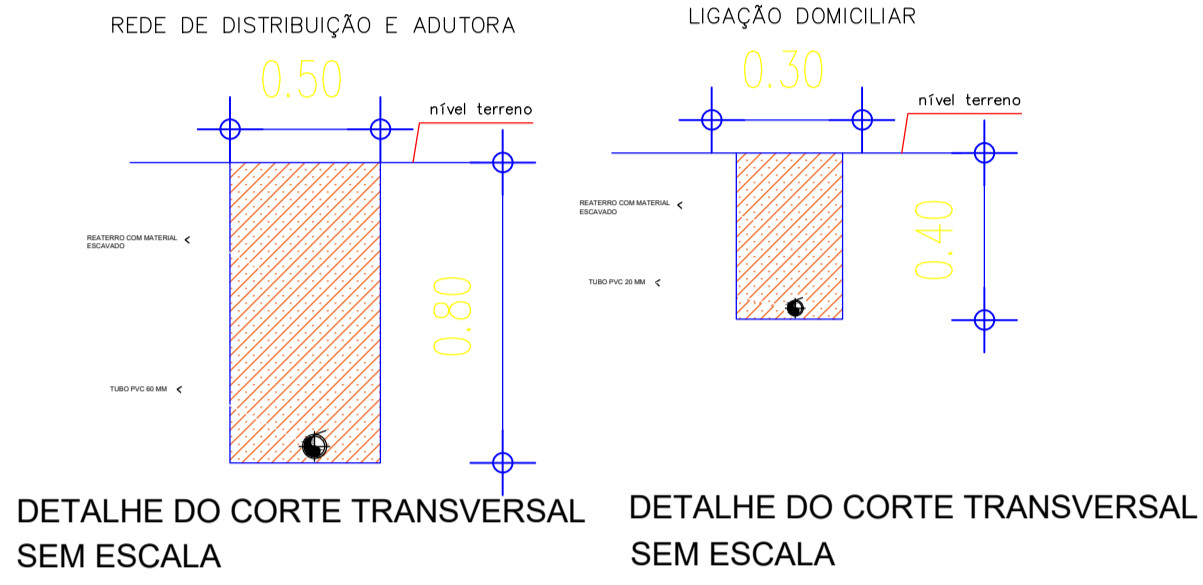 REDE DE DISTRIBUIÇÃO E ADUTORA
0.50
nível terreno
REATERRO COM MATERIAL
ESCAVADO
0.80
TUBO PVC 60 MM
DETALHE DO CORTE TRANSVERSAL
SEM ESCALA
LIGAÇÃO DOMICILIAR
0.30
nível terreno
REATERRO COM MATERIAL
ESCAVADO
0.40
TUBO PVC 20 MM
DETALHE DO CORTE TRANSVERSAL
SEM ESCALA